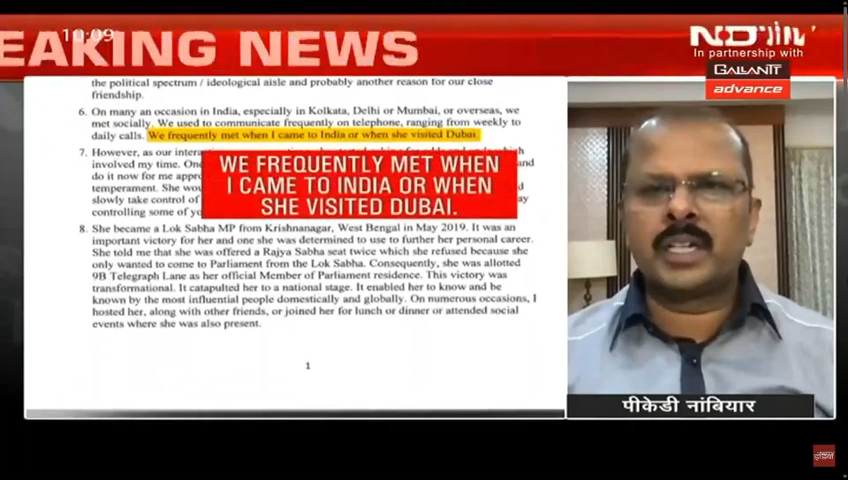 10:09
EAKING NEWS
NDTV
In partnership with
GALLANTT
advance
the political spectrum / ideological aisle and probably another reason for our close
friendship.
6. On many an occasion in India, especially in Kolkata, Delhi or Mumbai, or overseas, we
met socially. We used to communicate frequently on telephone, ranging from weekly to
daily calls. We frequently met when I came to India or when she visited Dubai.
7. However, as our
involved my time. One and
do it now for me
temperament. She
slowly take control of
controlling some of
WE FREQUENTLY MET WHEN
I CAME TO INDIA OR WHEN
SHE VISITED DUBAI.
8. She became a Lok Sabha MP from Krishnanagar, West Bengal in May 2019. It was an
important victory for her and one she was determined to use to further her personal career.
She told me that she was offered a Rajya Sabha seat twice which she refused because she
only wanted to come to Parliament from the Lok Sabha. Consequently, she was allotted
9B Telegraph Lane as her official Member of Parliament residence. This victory was
transformational. It catapulted her to a national stage. It enabled her to know and be
known by the most influential people domestically and globally. On numerous occasions, I
hosted her, along with other friends, or joined her for lunch or dinner or attended social
events where she was also present.
1
पीकेडी नांबियार